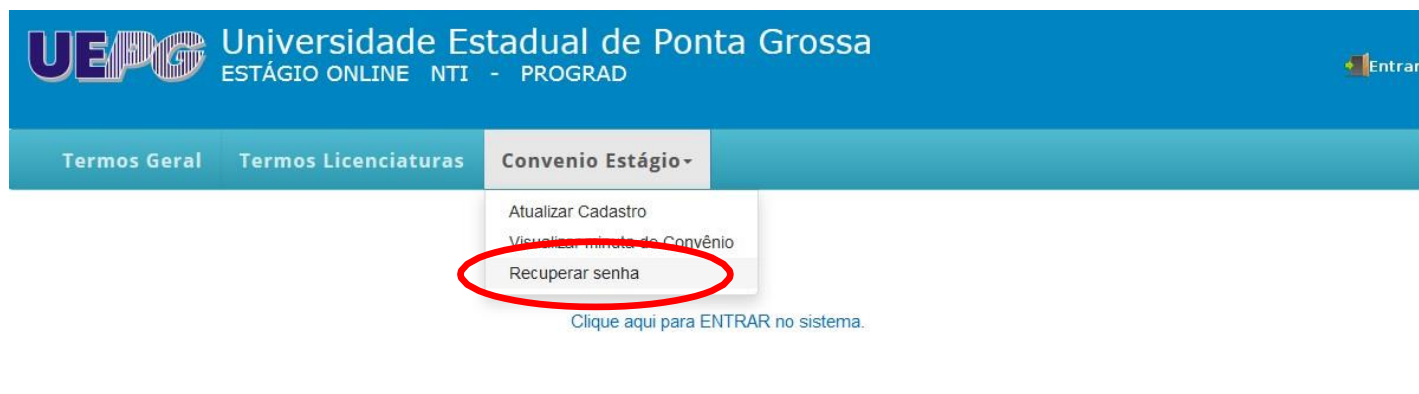 UEPG Universidade Estadual de Ponta Grossa
ESTÁGIO ONLINE NTI - PROGRAD
Entrar
Termos Geral Termos Licenciaturas Convenio Estágio
Atualizar Cadastro
Visualizar minuta do Convênio
Recuperar senha
Clique aqui para ENTRAR no sistema.